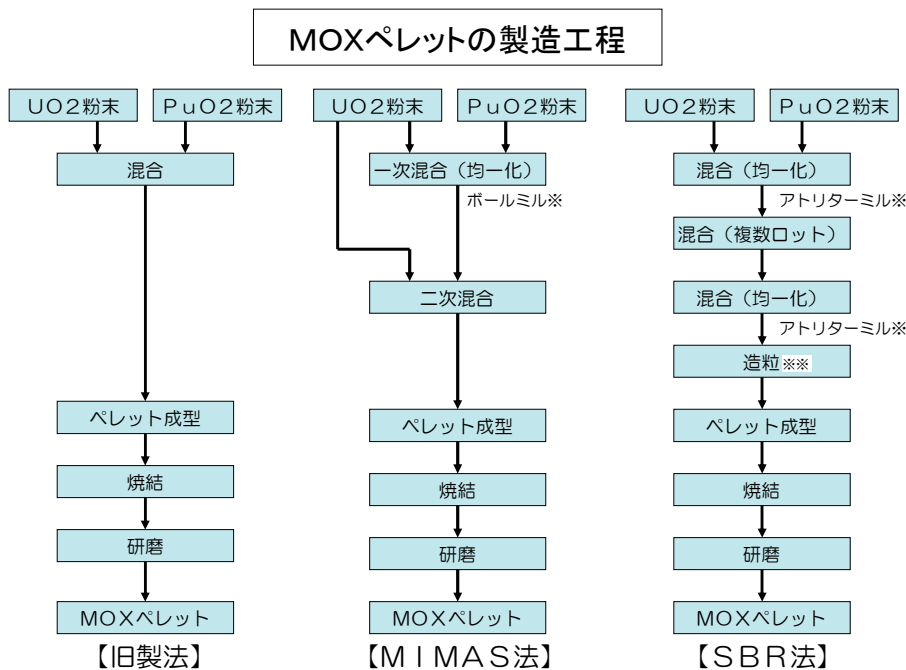 MOXペレットの製造工程
UO2粉末 PuO2粉末
混合
ペレット成型
焼結
研磨
MOXペレット
【旧製法】
UO2粉末 PuO2粉末
一次混合（均一化）
ボールミル※
二次混合
ペレット成型
焼結
研磨
MOXペレット
【MIMAS法】
UO2粉末 PuO2粉末
混合（均一化）
アトリターミル※
混合（複数ロット）
混合（均一化）
アトリターミル※
造粒※※
ペレット成型
焼結
研磨
MOXペレット
【SBR法】